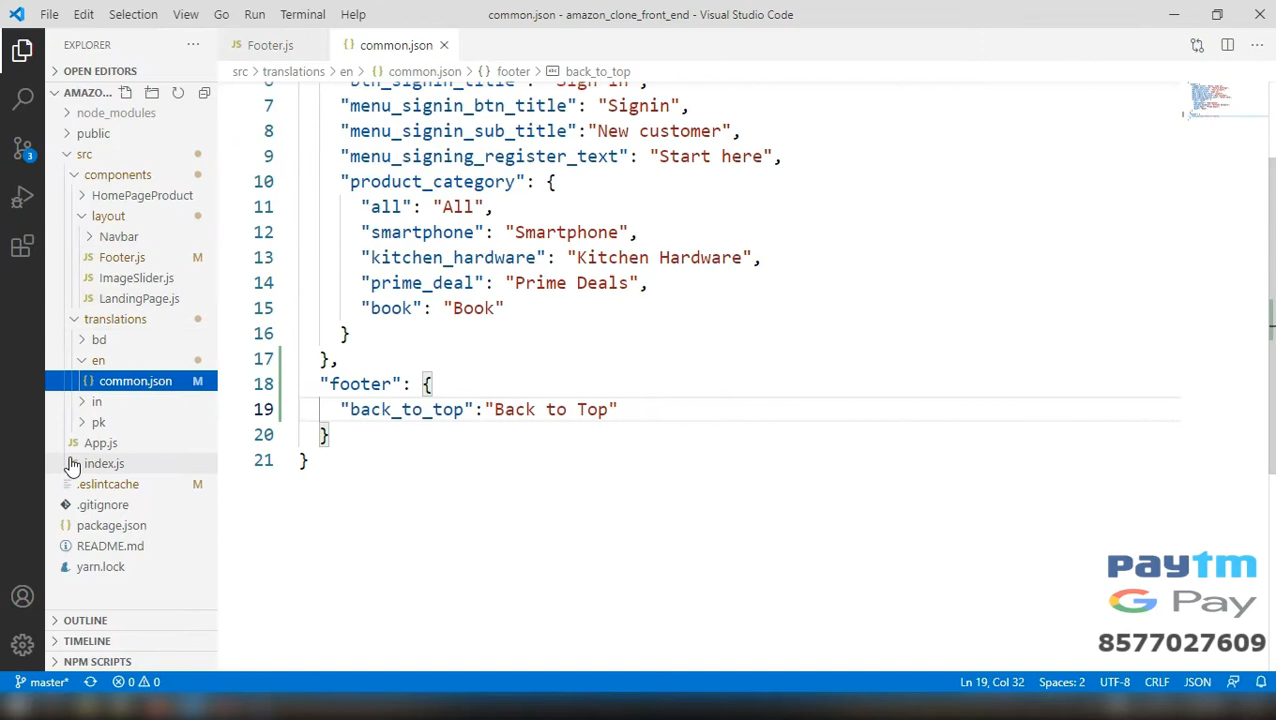 File Edit Selection View Go Run Terminal Help common.json - amazon_clone_front_end - Visual Studio Code
EXPLORER
Footer.js
common.json
OPEN EDITORS
src translations en common.json footer back_to_top
AMAZO...
node_modules
public
src
components
HomePageProduct
layout
Navbar
Footer.js M
ImageSlider.js
LandingPage.js
translations
bd
en
common.json M
in
pk
App.js
index.js
.eslintcache M
.gitignore
package.json
README.md
yarn.lock
OUTLINE
TIMELINE
NPM SCRIPTS
3
6 "btn_signin_title": "Sign in",
7 "menu_signin_btn_title": "Signin",
8 "menu_signin_sub_title":"New customer",
9 "menu_signing_register_text": "Start here",
10 "product_category": {
11 "all": "All",
12 "smartphone": "Smartphone",
13 "kitchen_hardware": "Kitchen Hardware",
14 "prime_deal": "Prime Deals",
15 "book": "Book"
16 }
17 },
18 "footer": {
19 "back_to_top":"Back to Top"
20 }
21 }
paytm
G Pay
8577027609
master* 0 0 Ln 19, Col 32 Spaces: 2 UTF-8 CRLF JSON